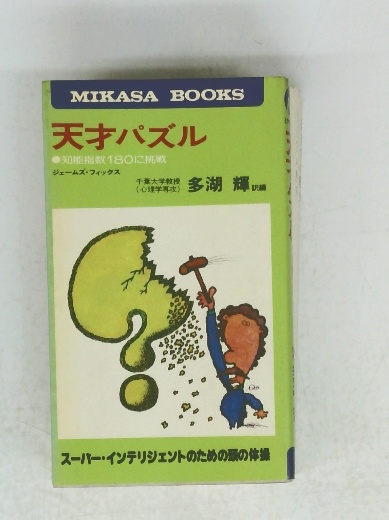 MIKASA BOOKS
天才パズル
●知能指数180に挑戦
ジェームズ・フィックス
千葉大学教授
(心理学専攻)
多湖 輝 訳編
スーパー・インテリジェントのための頭の体操